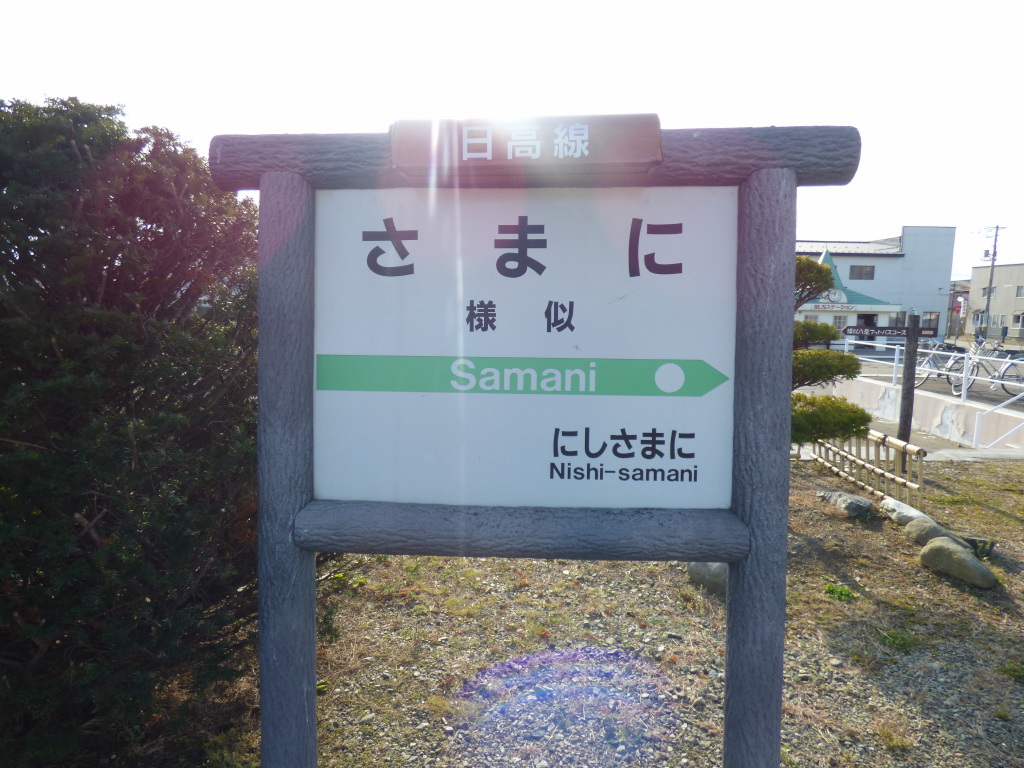 日高線
さまに
様似
Samani
にしさまに
Nishi-samani